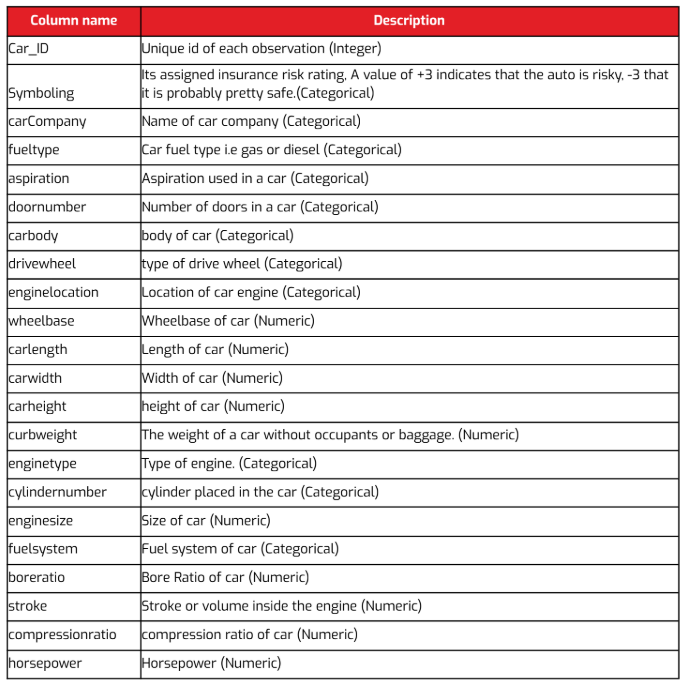 Column name Description
Car_ID Unique id of each observation (Integer)
Its assigned insurance risk rating, A value of +3 indicates that the auto is risky, -3 that
Symboling it is probably pretty safe.(Categorical)
carCompany Name of car company (Categorical)
fueltype Car fuel type i.e gas or diesel (Categorical)
aspiration Aspiration used in a car (Categorical)
doornumber Number of doors in a car (Categorical)
carbody body of car (Categorical)
drivewheel type of drive wheel (Categorical)
enginelocation Location of car engine (Categorical)
wheelbase Wheelbase of car (Numeric)
carlength Length of car (Numeric)
carwidth Width of car (Numeric)
carheight height of car (Numeric)
curbweight The weight of a car without occupants or baggage. (Numeric)
enginetype Type of engine. (Categorical)
cylindernumber cylinder placed in the car (Categorical)
enginesize Size of car (Numeric)
fuelsystem Fuel system of car (Categorical)
boreratio Bore Ratio of car (Numeric)
stroke Stroke or volume inside the engine (Numeric)
compressionratio compression ratio of car (Numeric)
horsepower Horsepower (Numeric)